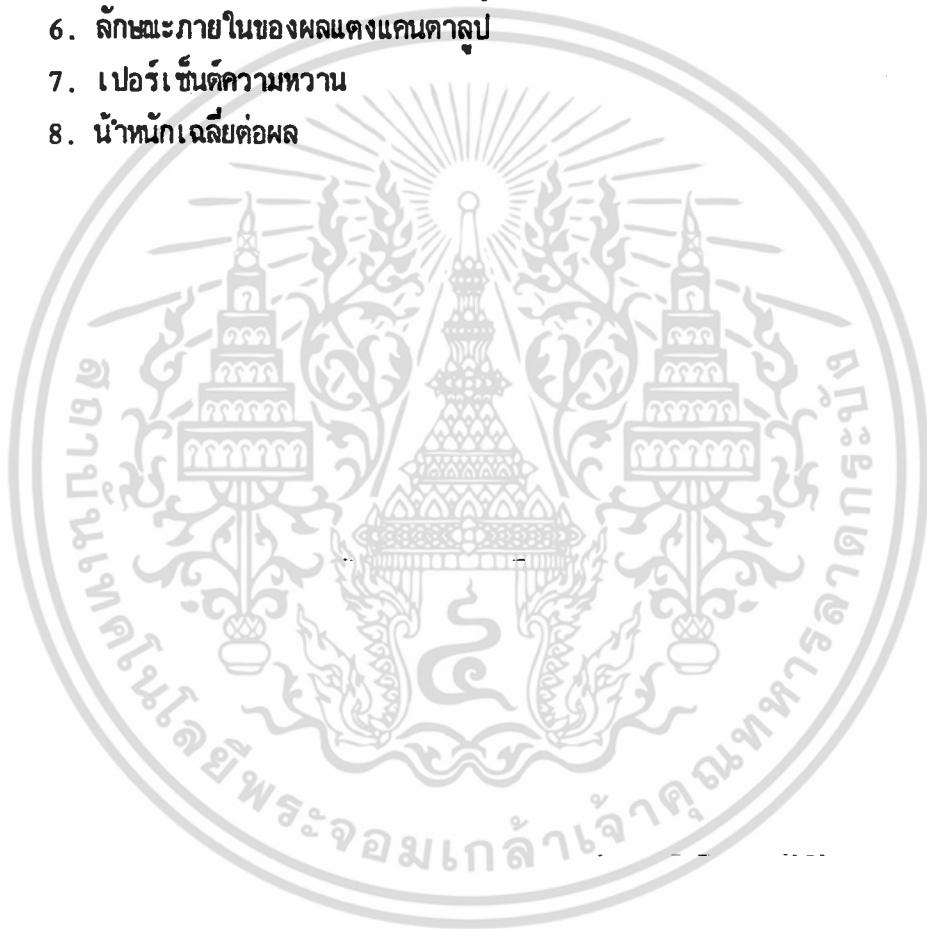 6. ลักษณะภายในของผลแตงแคนตาลูป
7. เปอร์เซ็นต์ความหวาน
8. น้ำหนักเฉลี่ยต่อผล
๔
สถาบันเทคโนโลยีพระจอมเกล้าเจ้าคุณทหารลาดกระบัง